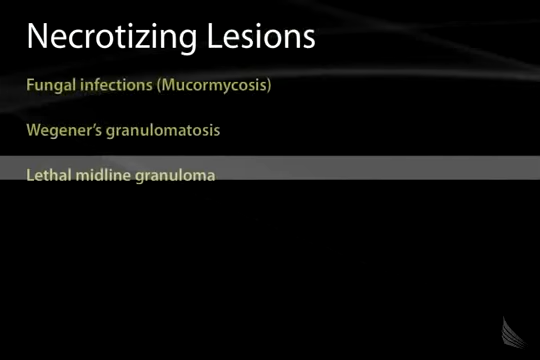 Necrotizing Lesions
Fungal infections (Mucormycosis)
Wegener's granulomatosis
Lethal midline granuloma